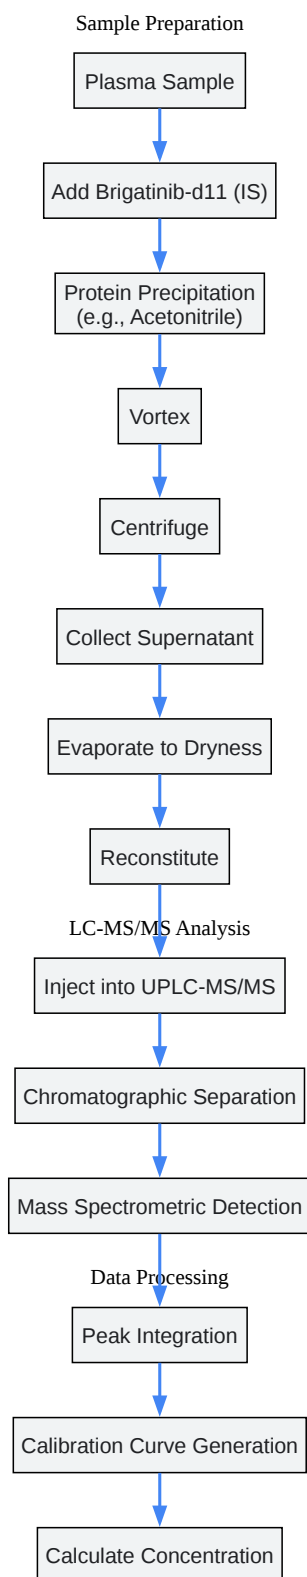 Sample Preparation
Plasma Sample
Add Brigatinib-d11 (IS)
Protein Precipitation
(e.g., Acetonitrile)
Vortex
Centrifuge
Collect Supernatant
Evaporate to Dryness
Reconstitute
LC-MS/MS Analysis
Inject into UPLC-MS/MS
Chromatographic Separation
Mass Spectrometric Detection
Data Processing
Peak Integration
Calibration Curve Generation
Calculate Concentration